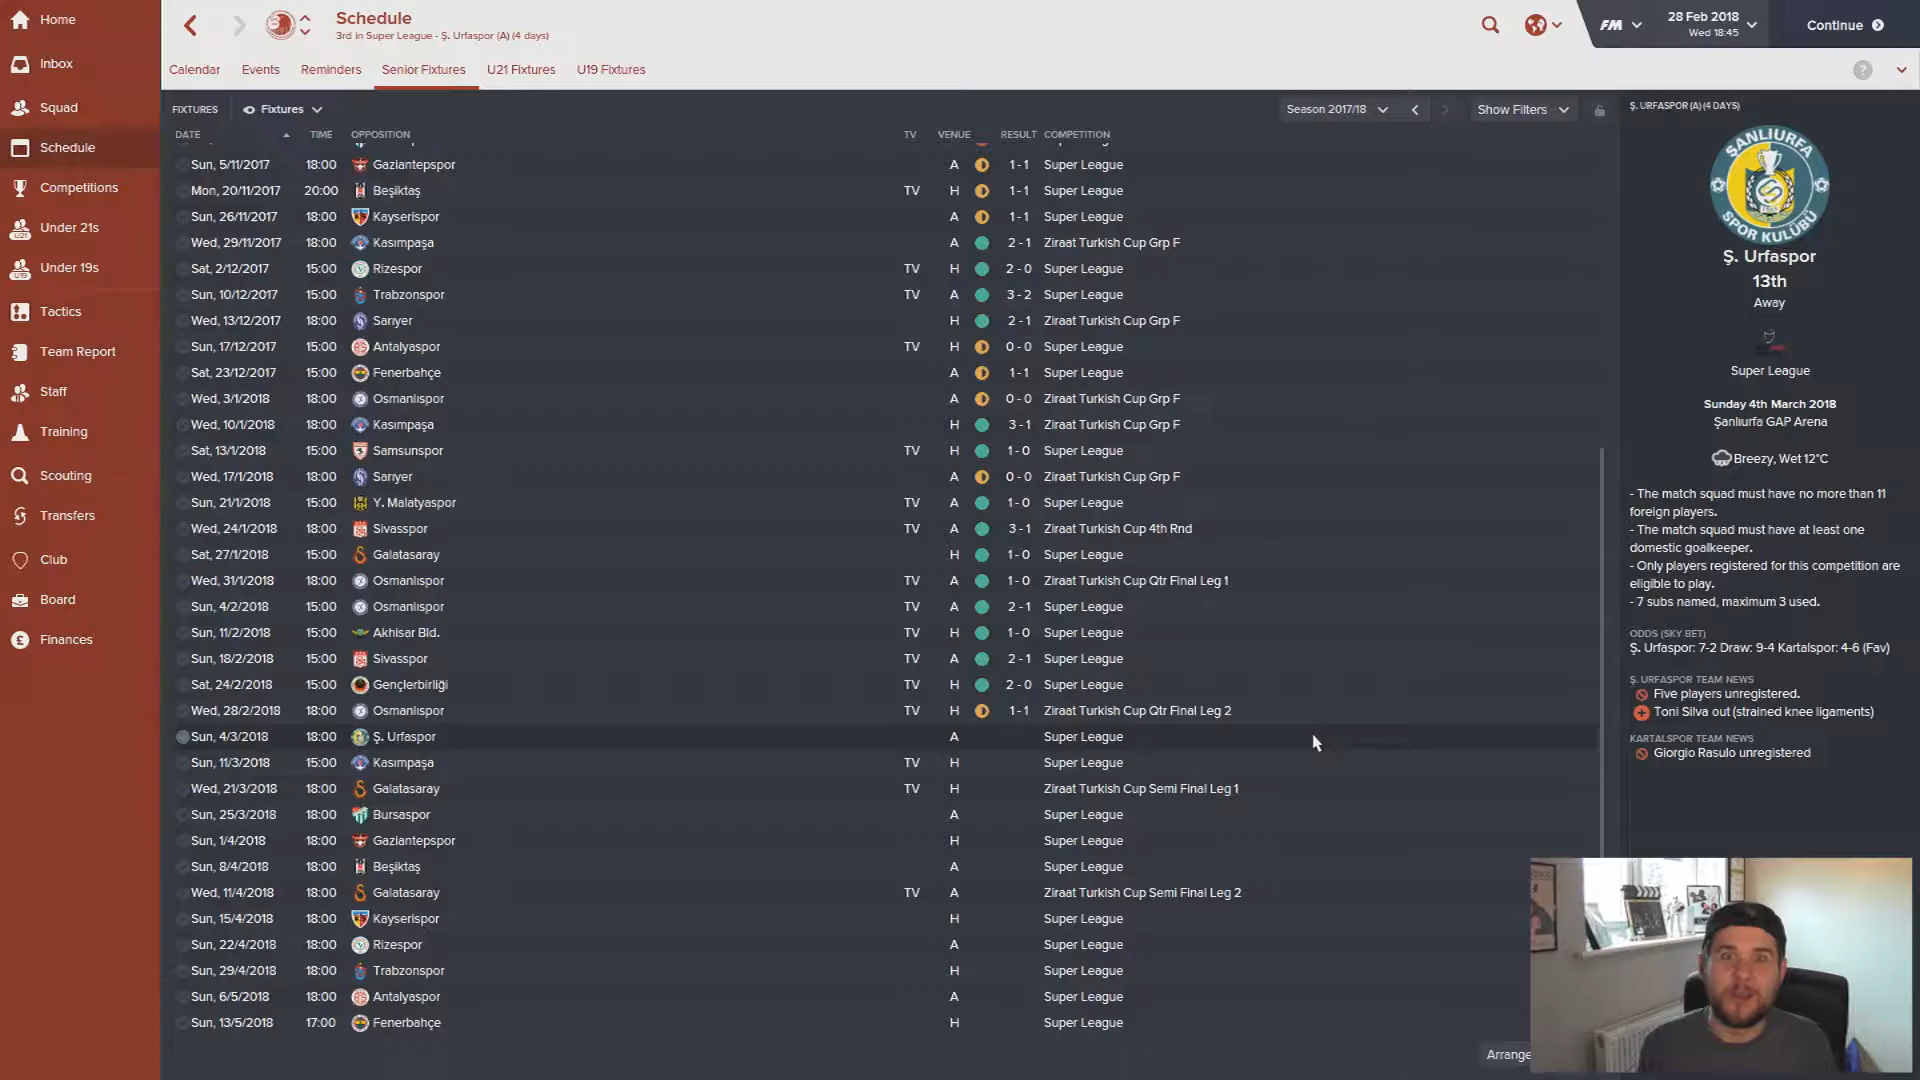 Home
Inbox
Squad
Schedule
Competitions
Under 21s
Under 19s
Tactics
Team Report
Staff
Training
Scouting
Transfers
Club
Board
Finances
Schedule
3rd in Super League - Ş. Urfaspor (A) (4 days)
FM
28 Feb 2018
Wed 18:45
Continue
Calendar Events Reminders Senior Fixtures U21 Fixtures U19 Fixtures
FIXTURES Fixtures Season 2017/18 Show Filters
DATE TIME OPPOSITION TV VENUE RESULT COMPETITION
Sun, 5/11/2017 18:00 Gaziantepspor A 1 - 1 Super League
Mon, 20/11/2017 20:00 Beşiktaş TV H 1 - 1 Super League
Sun, 26/11/2017 18:00 Kayserispor A 1 - 1 Super League
Wed, 29/11/2017 18:00 Kasımpaşa A 2 - 1 Ziraat Turkish Cup Grp F
Sat, 2/12/2017 15:00 Rizespor TV H 2 - 0 Super League
Sun, 10/12/2017 15:00 Trabzonspor TV A 3 - 2 Super League
Wed, 13/12/2017 18:00 Sarıyer H 2 - 1 Ziraat Turkish Cup Grp F
Sun, 17/12/2017 15:00 Antalyaspor TV H 0 - 0 Super League
Sat, 23/12/2017 15:00 Fenerbahçe A 1 - 1 Super League
Wed, 3/1/2018 18:00 Osmanlıspor A 0 - 0 Ziraat Turkish Cup Grp F
Wed, 10/1/2018 18:00 Kasımpaşa H 3 - 1 Ziraat Turkish Cup Grp F
Sat, 13/1/2018 15:00 Samsunspor TV H 1 - 0 Super League
Wed, 17/1/2018 18:00 Sarıyer A 0 - 0 Ziraat Turkish Cup Grp F
Sun, 21/1/2018 15:00 Y. Malatyaspor TV A 1 - 0 Super League
Wed, 24/1/2018 18:00 Sivasspor TV A 3 - 1 Ziraat Turkish Cup 4th Rnd
Sat, 27/1/2018 15:00 Galatasaray H 1 - 0 Super League
Wed, 31/1/2018 18:00 Osmanlıspor TV A 1 - 0 Ziraat Turkish Cup Qtr Final Leg 1
Sun, 4/2/2018 15:00 Osmanlıspor TV A 2 - 1 Super League
Sun, 11/2/2018 15:00 Akhisar Bld. TV H 1 - 0 Super League
Sun, 18/2/2018 15:00 Sivasspor TV A 2 - 1 Super League
Sat, 24/2/2018 15:00 Gençlerbirliği TV H 2 - 0 Super League
Wed, 28/2/2018 18:00 Osmanlıspor TV H 1 - 1 Ziraat Turkish Cup Qtr Final Leg 2
Sun, 4/3/2018 18:00 Ş. Urfaspor A Super League
Sun, 11/3/2018 15:00 Kasımpaşa TV H Super League
Wed, 21/3/2018 18:00 Galatasaray TV H Ziraat Turkish Cup Semi Final Leg 1
Sun, 25/3/2018 18:00 Bursaspor A Super League
Sun, 1/4/2018 18:00 Gaziantepspor H Super League
Sun, 8/4/2018 18:00 Beşiktaş A Super League
Wed, 11/4/2018 18:00 Galatasaray TV A Ziraat Turkish Cup Semi Final Leg 2
Sun, 15/4/2018 18:00 Kayserispor H Super League
Sun, 22/4/2018 18:00 Rizespor A Super League
Sun, 29/4/2018 18:00 Trabzonspor H Super League
Sun, 6/5/2018 18:00 Antalyaspor A Super League
Sun, 13/5/2018 17:00 Fenerbahçe H Super League
Arrange
Ş. URFASPOR (A) (4 DAYS)
ŞANLIURFA
SPOR KULÜBÜ
Ş. Urfaspor
13th
Away
Super League
Sunday 4th March 2018
Şanlıurfa GAP Arena
Breezy, Wet 12°C
- The match squad must have no more than 11
foreign players.
- The match squad must have at least one
domestic goalkeeper.
- Only players registered for this competition are
eligible to play.
- 7 subs named, maximum 3 used.
ODDS (SKY BET)
Ş. Urfaspor: 7-2 Draw: 9-4 Kartalspor: 4-6 (Fav)
Ş. URFASPOR TEAM NEWS
Five players unregistered.
Toni Silva out (strained knee ligaments)
KARTALSPOR TEAM NEWS
Giorgio Rasulo unregistered